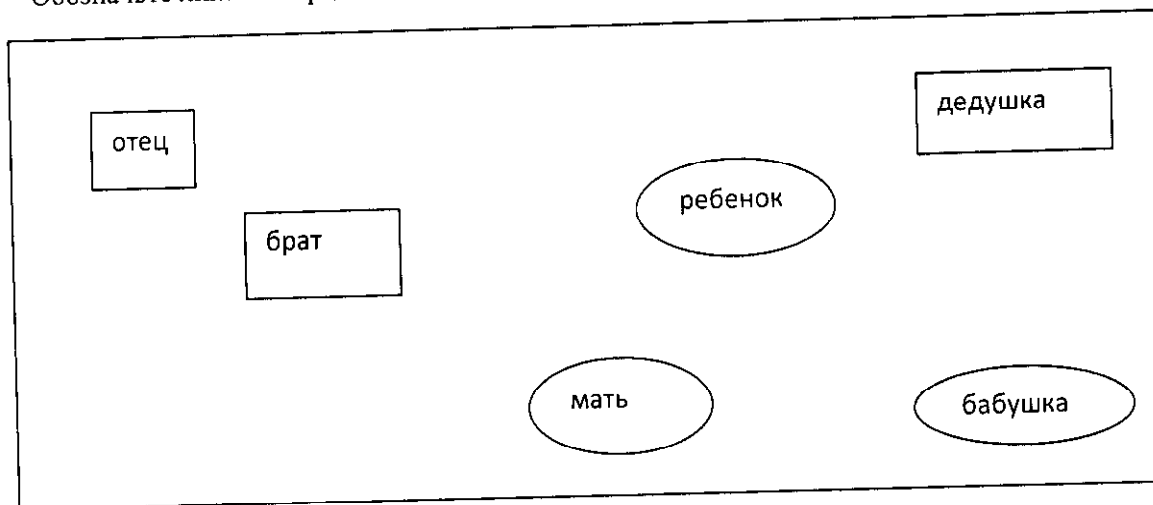 отец
дедушка
ребенок
брат
мать
бабушка